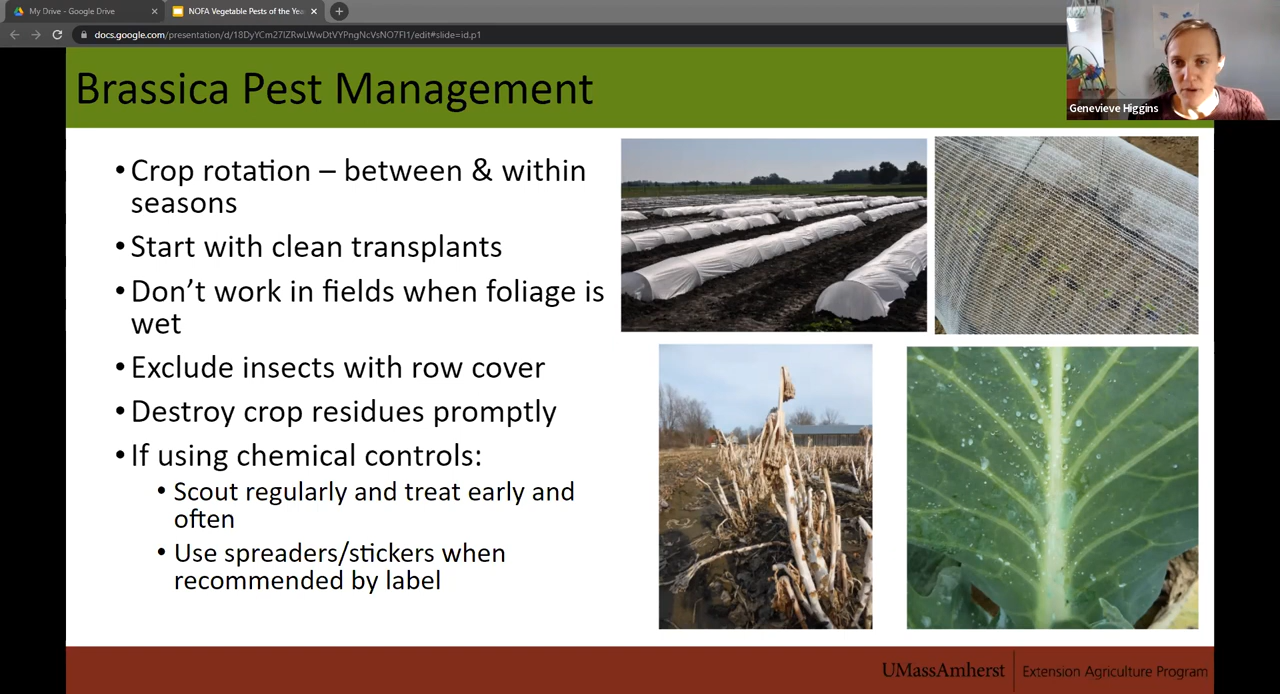 My Drive - Google Drive
NOFA Vegetable Pests of the Yea
docs.google.com/presentation/d/18DyYCm27lZRwLWwDtVYPngNcVsNO7Fl1/edit#slide=id.p1
Brassica Pest Management
Genevieve Higgins
• Crop rotation – between & within
seasons
• Start with clean transplants
• Don’t work in fields when foliage is
wet
• Exclude insects with row cover
• Destroy crop residues promptly
• If using chemical controls:
• Scout regularly and treat early and
often
• Use spreaders/stickers when
recommended by label
UMassAmherst
Extension Agriculture Program